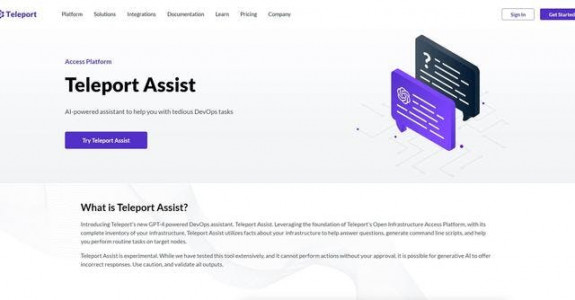 Teleport Platform Solutions Integrations Documentation Learn Pricing Company Sign In Get Started
Access Platform
Teleport Assist
AI-powered assistant to help you with tedious DevOps tasks
Try Teleport Assist
?
What is Teleport Assist?
Introducing Teleport's new GPT-4 powered DevOps assistant, Teleport Assist. Leveraging the foundation of Teleport's Open Infrastructure Access Platform, with its
complete inventory of your infrastructure, Teleport Assist utilizes facts about your infrastructure to help answer questions, generate command line scripts, and help
you perform routine tasks on target nodes.
Teleport Assist is experimental. While we have tested this tool extensively, and it cannot perform actions without your approval, it is possible for generative AI to offer
incorrect responses. Use caution, and validate all outputs.